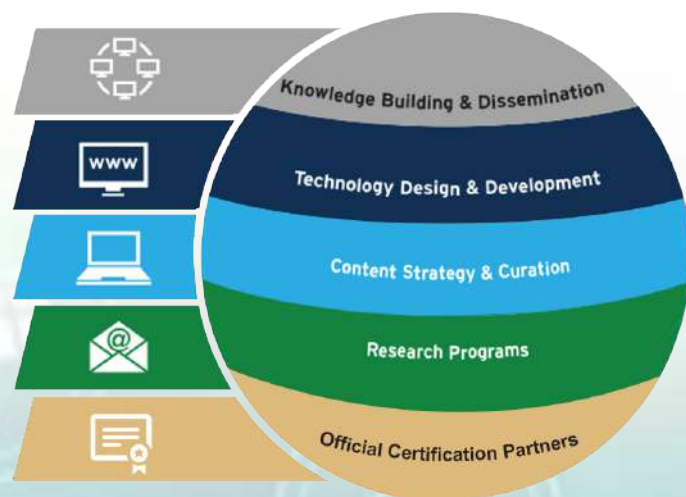 Knowledge Building & Dissemination
www
Technology Design & Development
Content Strategy & Curation
@
Research Programs
Official Certification Partners